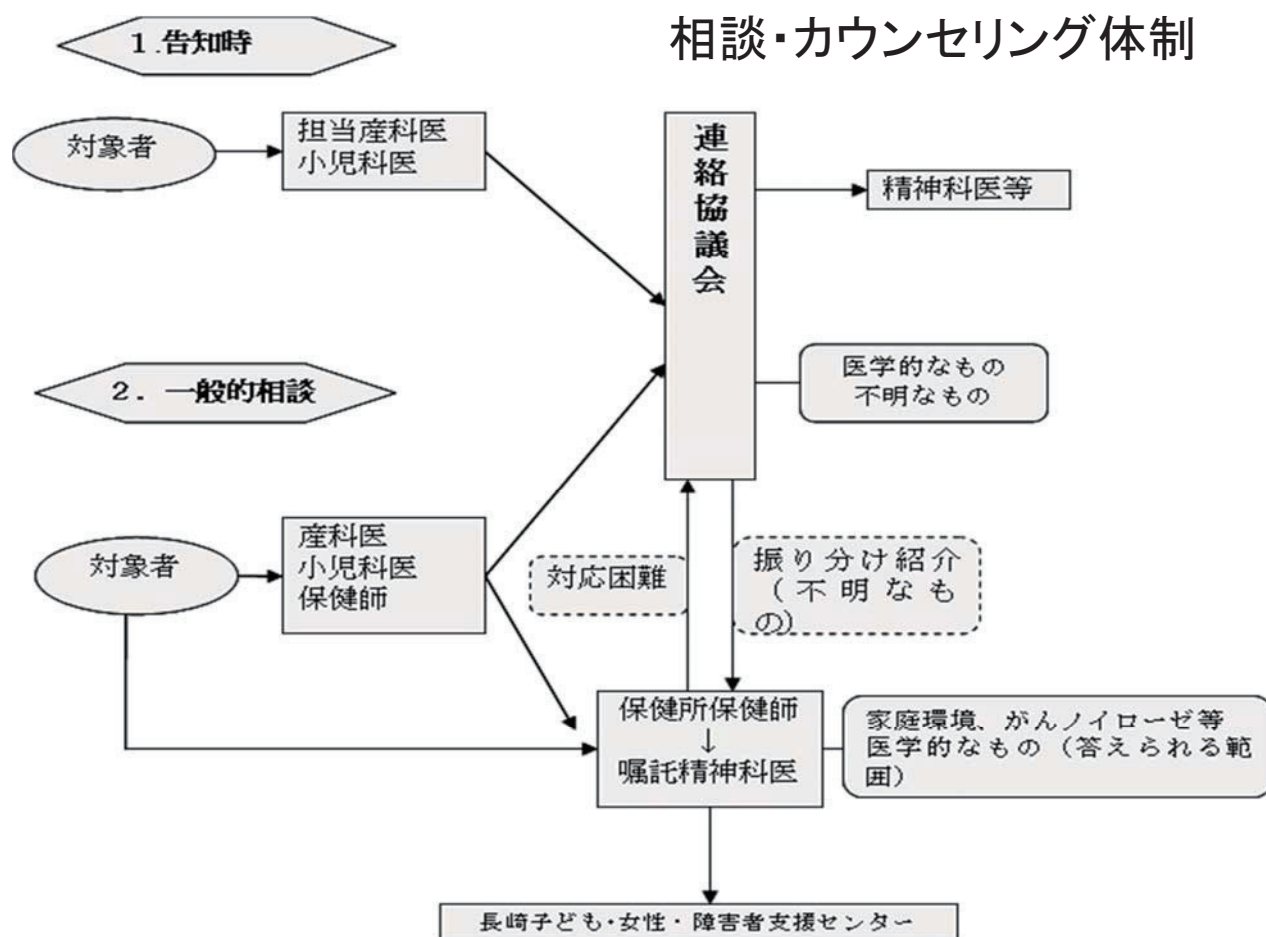 相談・カウンセリング体制
1.告知時
対象者
担当産科医
小児科医
連絡協議会
精神科医等
医学的なもの
不明なもの
2. 一般的相談
対象者
産科医
小児科医
保健師
対応困難
振り分け紹介
(不明なも
の)
保健所保健師
↓
嘱託精神科医
家庭環境、がんノイローゼ等
医学的なもの(答えられる範
囲)
長崎子ども・女性・障害者支援センター